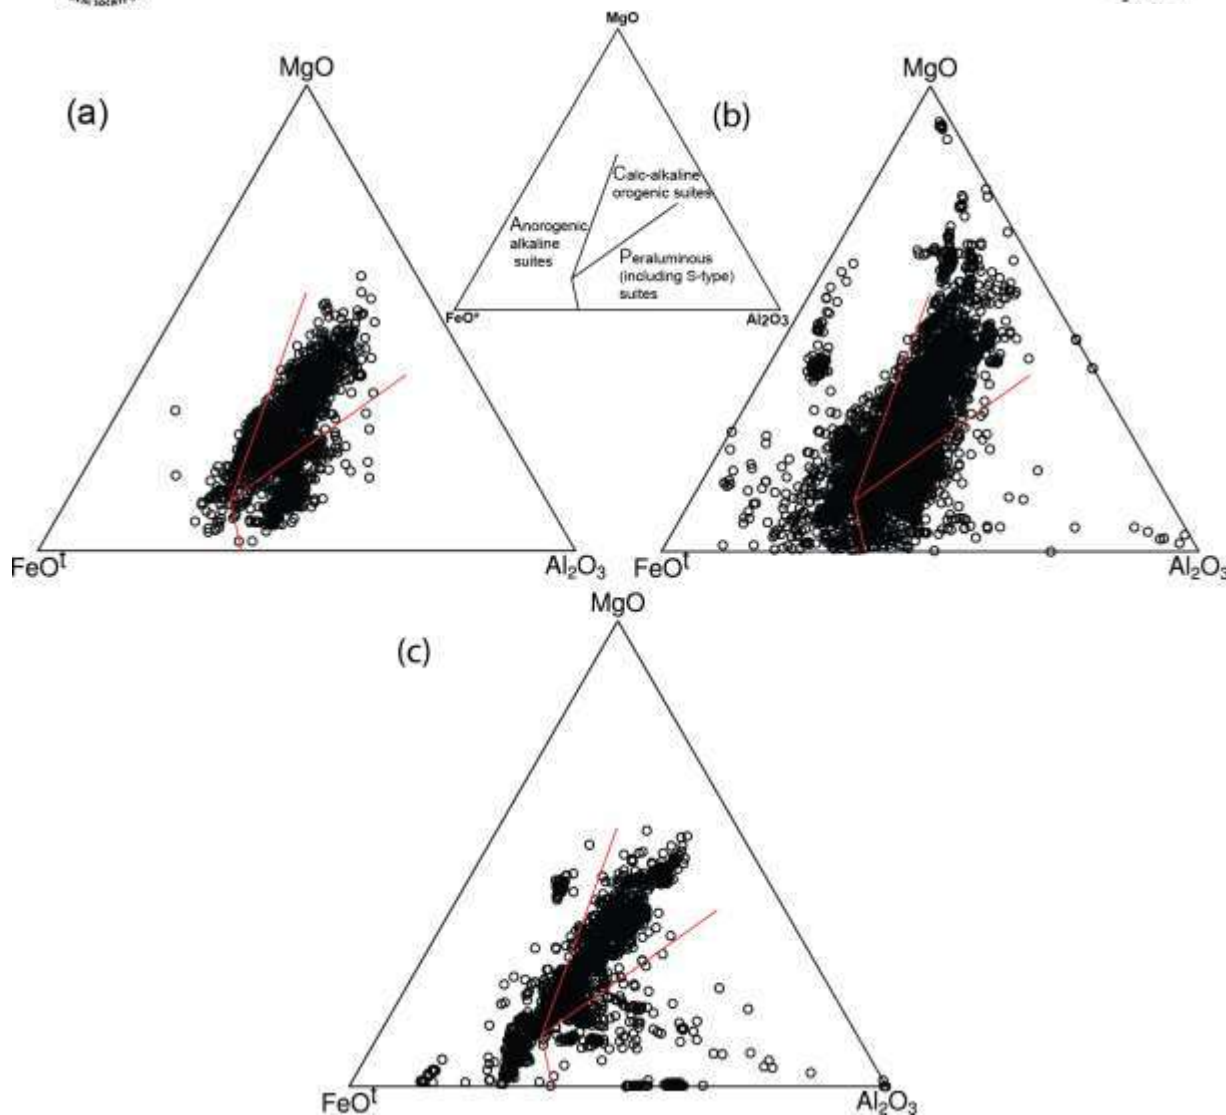 MgO
MgO
(a)
(b)
MgO
Calc-alkaline
orogenic suites
Anorogenic
alkaline
suites
Peraluminous
(including S-type)
suites
FeO*
Al₂O₃
FeOᵗ
Al₂O₃
FeOᵗ
Al₂O₃
MgO
(c)
FeOᵗ
Al₂O₃